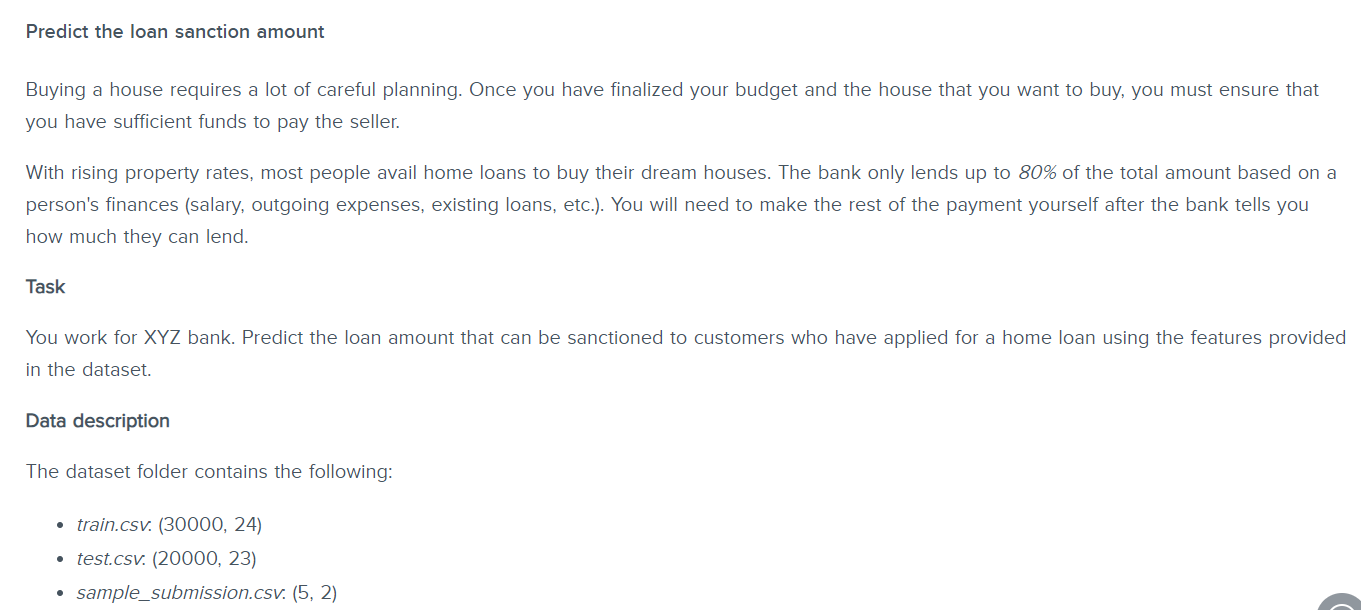 Predict the loan sanction amount
Buying a house requires a lot of careful planning. Once you have finalized your budget and the house that you want to buy, you must ensure that
you have sufficient funds to pay the seller.
With rising property rates, most people avail home loans to buy their dream houses. The bank only lends up to 80% of the total amount based on a
person's finances (salary, outgoing expenses, existing loans, etc.). You will need to make the rest of the payment yourself after the bank tells you
how much they can lend.
Task
You work for XYZ bank. Predict the loan amount that can be sanctioned to customers who have applied for a home loan using the features provided
in the dataset.
Data description
The dataset folder contains the following:
• train.csv: (30000, 24)
• test.csv: (20000, 23)
• sample_submission.csv: (5, 2)